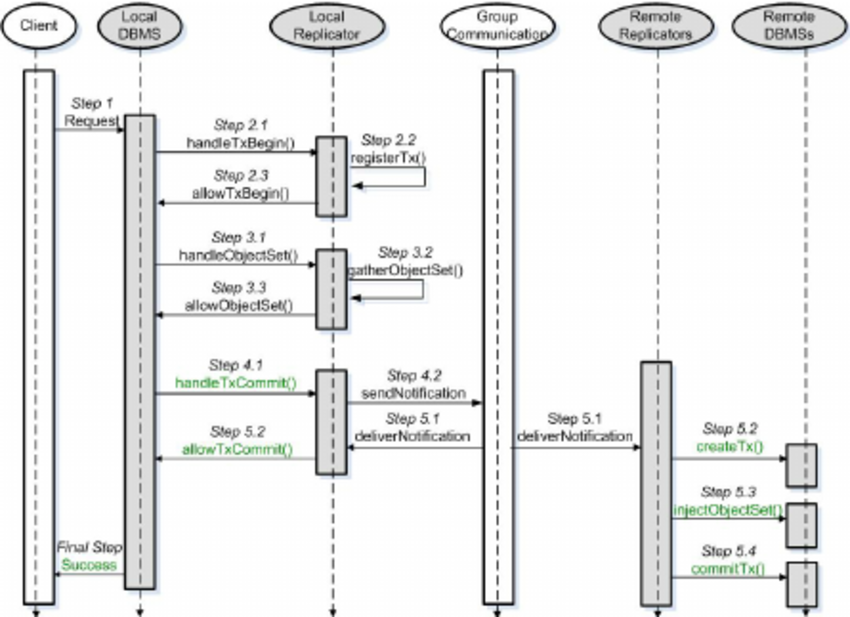 Client
Local
DBMS
Local
Replicator
Group
Communication
Remote
Replicators
Remote
DBMSs
Step 1
Request
Step 2.1
handleTxBegin()
Step 2.2
registerTx()
Step 2.3
allowTxBegin()
Step 3.1
handleObjectSet()
Step 3.2
gatherObjectSet()
Step 3.3
allowObjectSet()
Step 4.1
handleTxCommit()
Step 4.2
sendNotification
Step 5.1
deliverNotification
Step 5.1
deliverNotification
Step 5.2
allowTxCommit()
Step 5.2
createTx()
Step 5.3
injectObjectSet()
Step 5.4
commitTx()
Final Step
Success